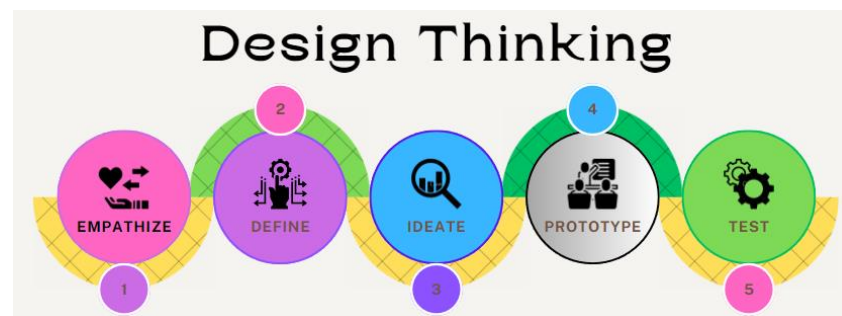 Design Thinking
2
4
EMPATHIZE
DEFINE
IDEATE
PROTOTYPE
TEST
1
3
5